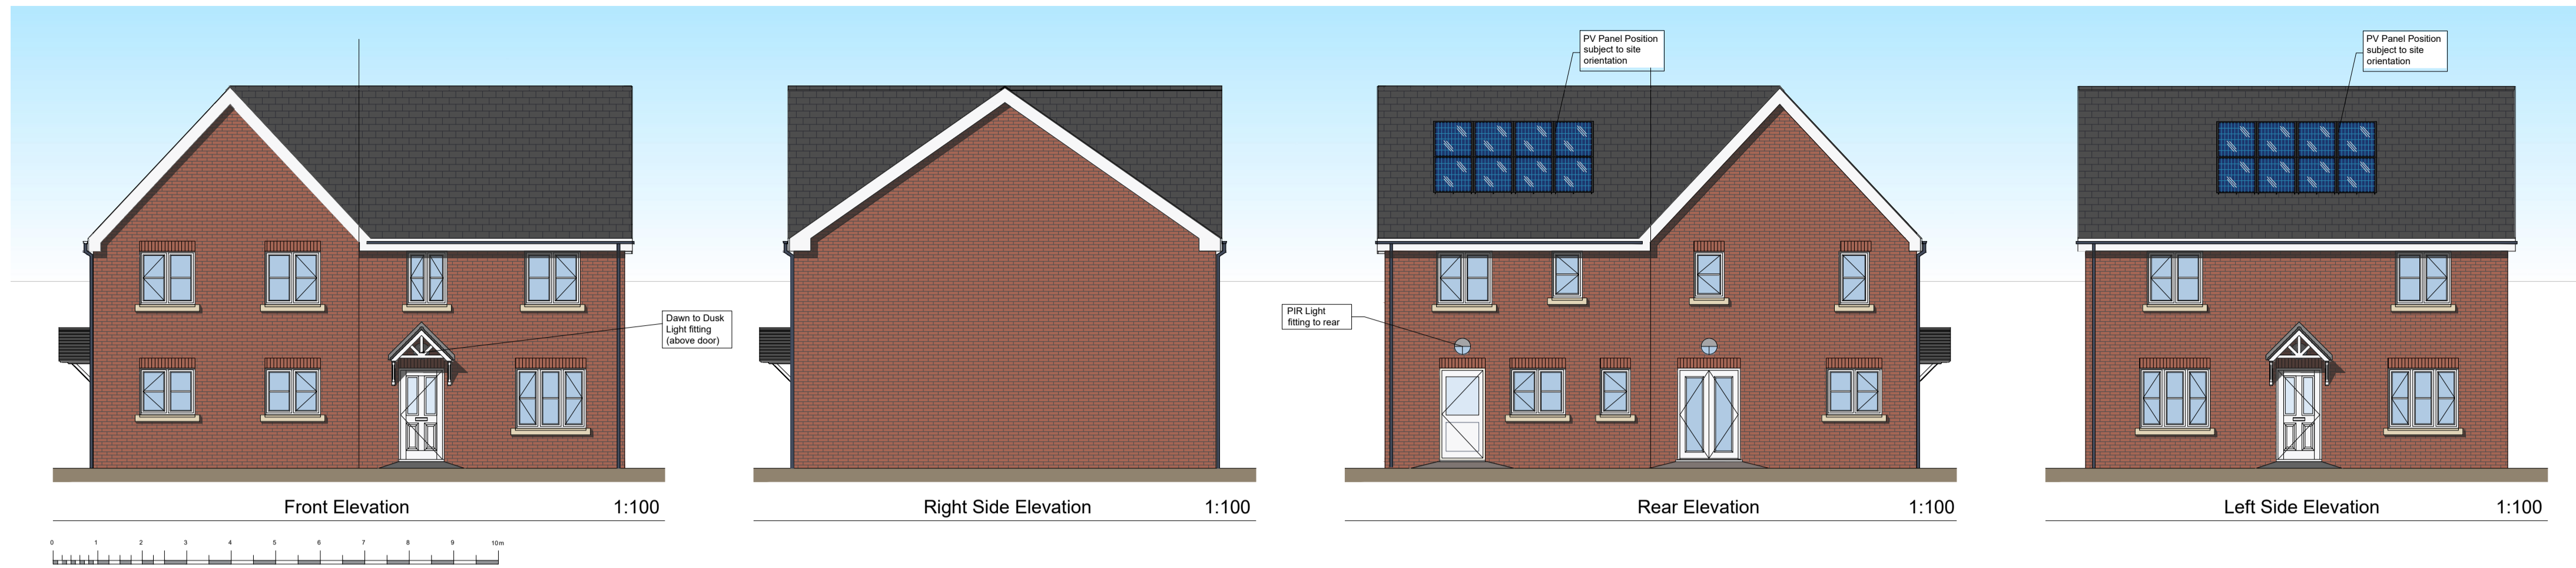 PV Panel Position
subject to site
orientation
PV Panel Position
subject to site
orientation
Dawn to Dusk
Light fitting
(above door)
PIR Light
fitting to rear
Front Elevation 1:100
Right Side Elevation 1:100
Rear Elevation 1:100
Left Side Elevation 1:100
0 1 2 3 4 5 6 7 8 9 10m